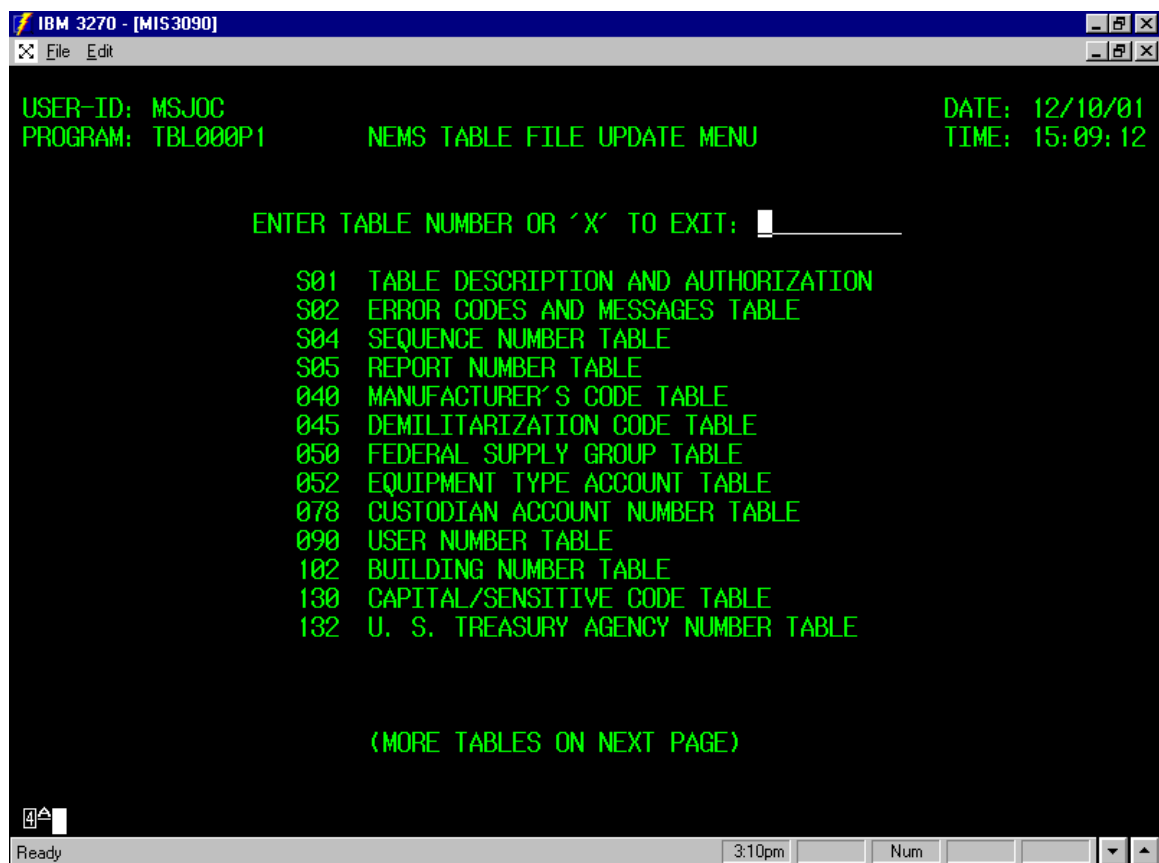 IBM 3270 - [MIS3090]
File Edit
USER-ID: MSJOC DATE: 12/10/01
PROGRAM: TBL000P1 NEMS TABLE FILE UPDATE MENU TIME: 15:09:12
ENTER TABLE NUMBER OR ´X´ TO EXIT:
S01 TABLE DESCRIPTION AND AUTHORIZATION
S02 ERROR CODES AND MESSAGES TABLE
S04 SEQUENCE NUMBER TABLE
S05 REPORT NUMBER TABLE
040 MANUFACTURER´S CODE TABLE
045 DEMILITARIZATION CODE TABLE
050 FEDERAL SUPPLY GROUP TABLE
052 EQUIPMENT TYPE ACCOUNT TABLE
078 CUSTODIAN ACCOUNT NUMBER TABLE
090 USER NUMBER TABLE
102 BUILDING NUMBER TABLE
130 CAPITAL/SENSITIVE CODE TABLE
132 U. S. TREASURY AGENCY NUMBER TABLE
(MORE TABLES ON NEXT PAGE)
4
Ready 3:10pm Num